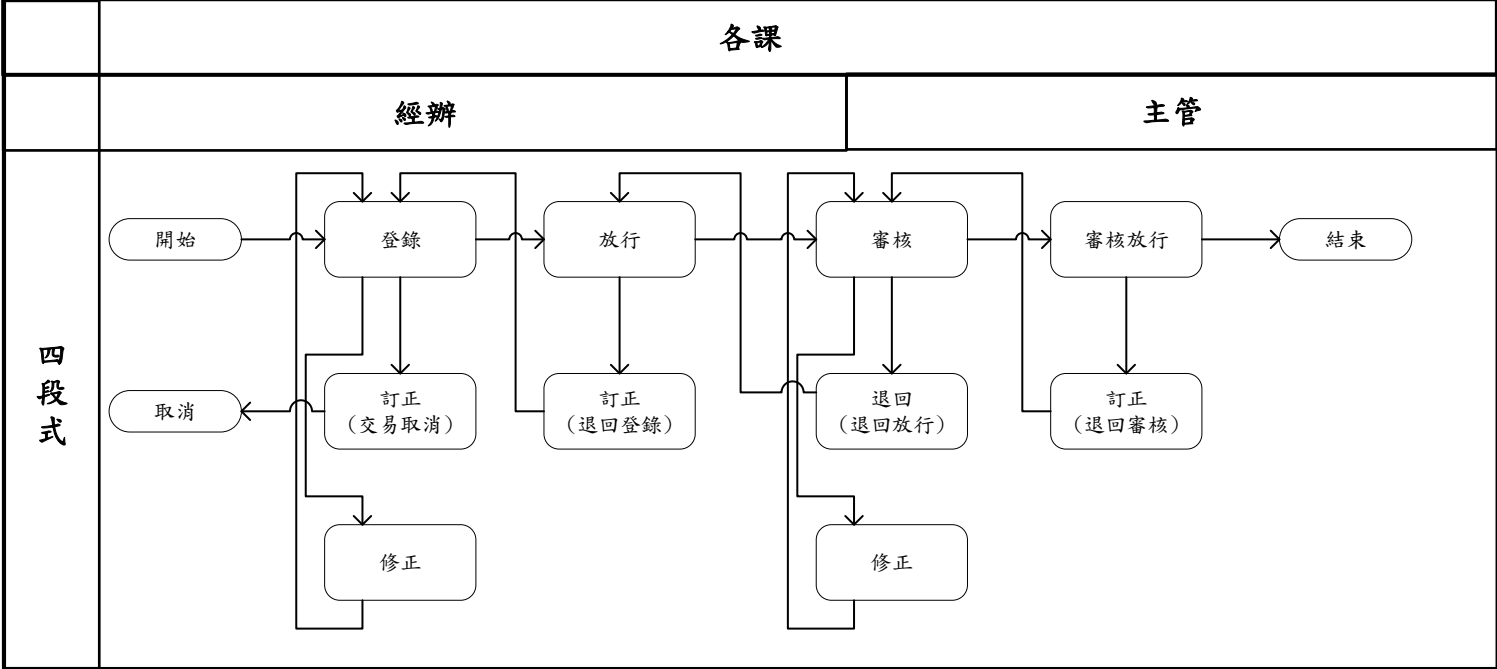 各課
經辦
主管
四
段
式
開始
登錄
放行
審核
審核放行
結束
取消
訂正
（交易取消）
訂正
（退回登錄）
退回
（退回放行）
訂正
（退回審核）
修正
修正